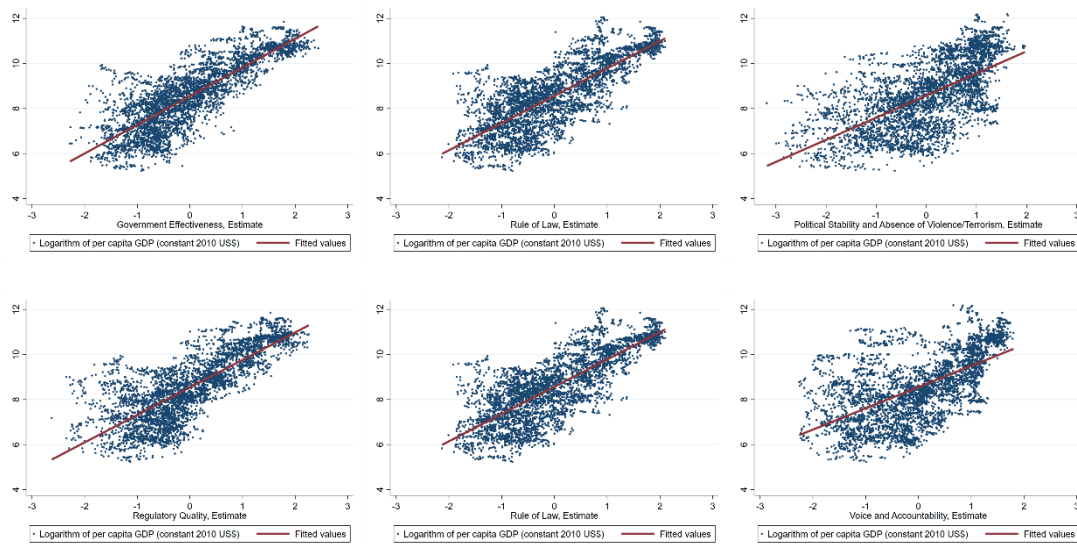 12
10
8
6
4
-3 -2 -1 0 1 2 3
Government Effectiveness, Estimate
Logarithm of per capita GDP (constant 2010 US$) Fitted values
12
10
8
6
4
-3 -2 -1 0 1 2 3
Rule of Law, Estimate
Logarithm of per capita GDP (constant 2010 US$) Fitted values
12
10
8
6
4
-3 -2 -1 0 1 2 3
Political Stability and Absence of Violence/Terrorism, Estimate
Logarithm of per capita GDP (constant 2010 US$) Fitted values
12
10
8
6
4
-3 -2 -1 0 1 2 3
Regulatory Quality, Estimate
Logarithm of per capita GDP (constant 2010 US$) Fitted values
12
10
8
6
4
-3 -2 -1 0 1 2 3
Rule of Law, Estimate
Logarithm of per capita GDP (constant 2010 US$) Fitted values
12
10
8
6
4
-3 -2 -1 0 1 2 3
Voice and Accountability, Estimate
Logarithm of per capita GDP (constant 2010 US$) Fitted values